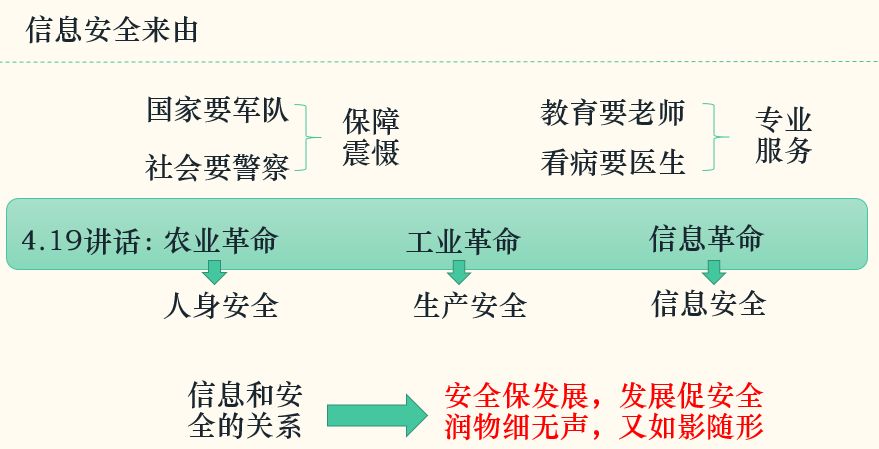 信息安全来由
国家要军队
社会要警察
保障
震慑
教育要老师
看病要医生
专业
服务
4.19讲话：农业革命
工业革命
信息革命
人身安全
生产安全
信息安全
信息和安
全的关系
安全保发展，发展促安全
润物细无声，又如影随形